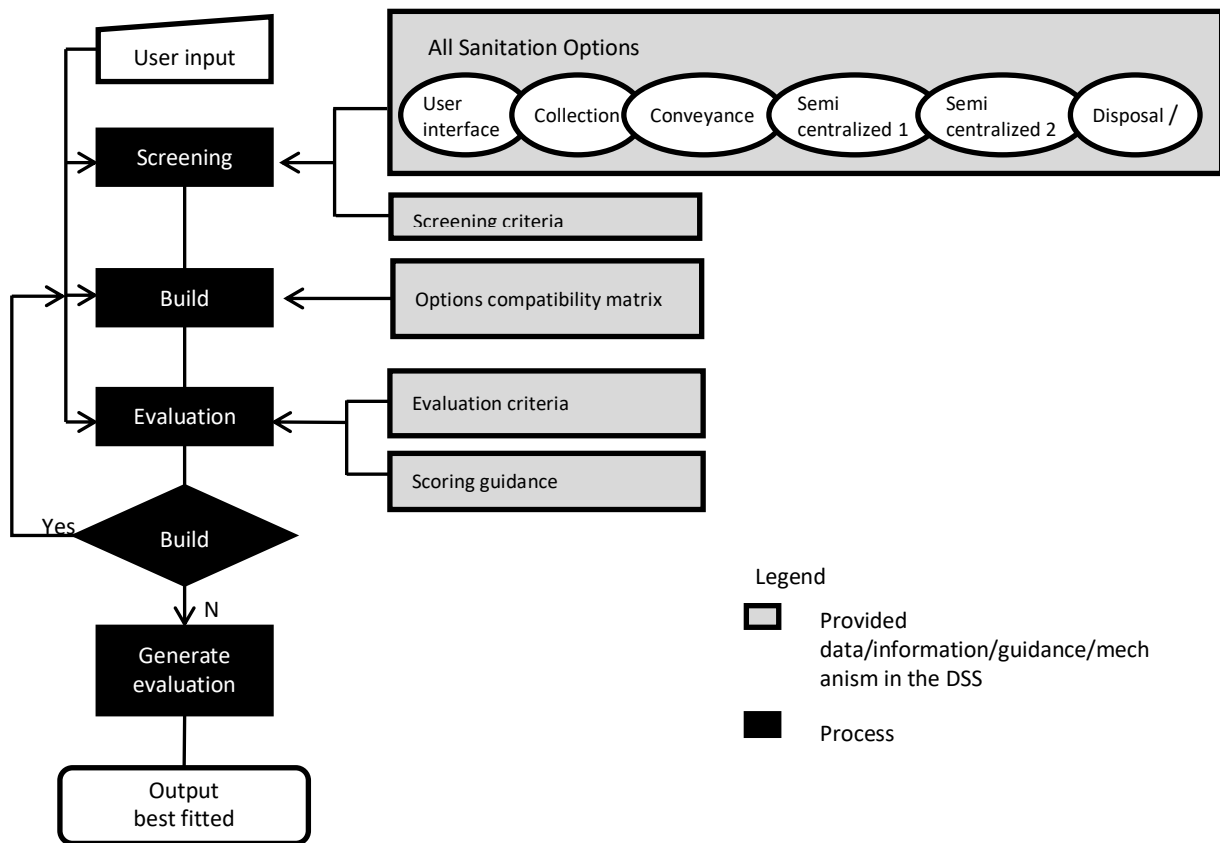 User input
All Sanitation Options
User
interface
Collection
Conveyance
Semi
centralized 1
Semi
centralized 2
Disposal /
Screening
Screening criteria
Build
Options compatibility matrix
Evaluation
Evaluation criteria
Scoring guidance
Yes
Build
N
Generate
evaluation
Output
best fitted
Legend
Provided
data/information/guidance/mech
anism in the DSS
Process